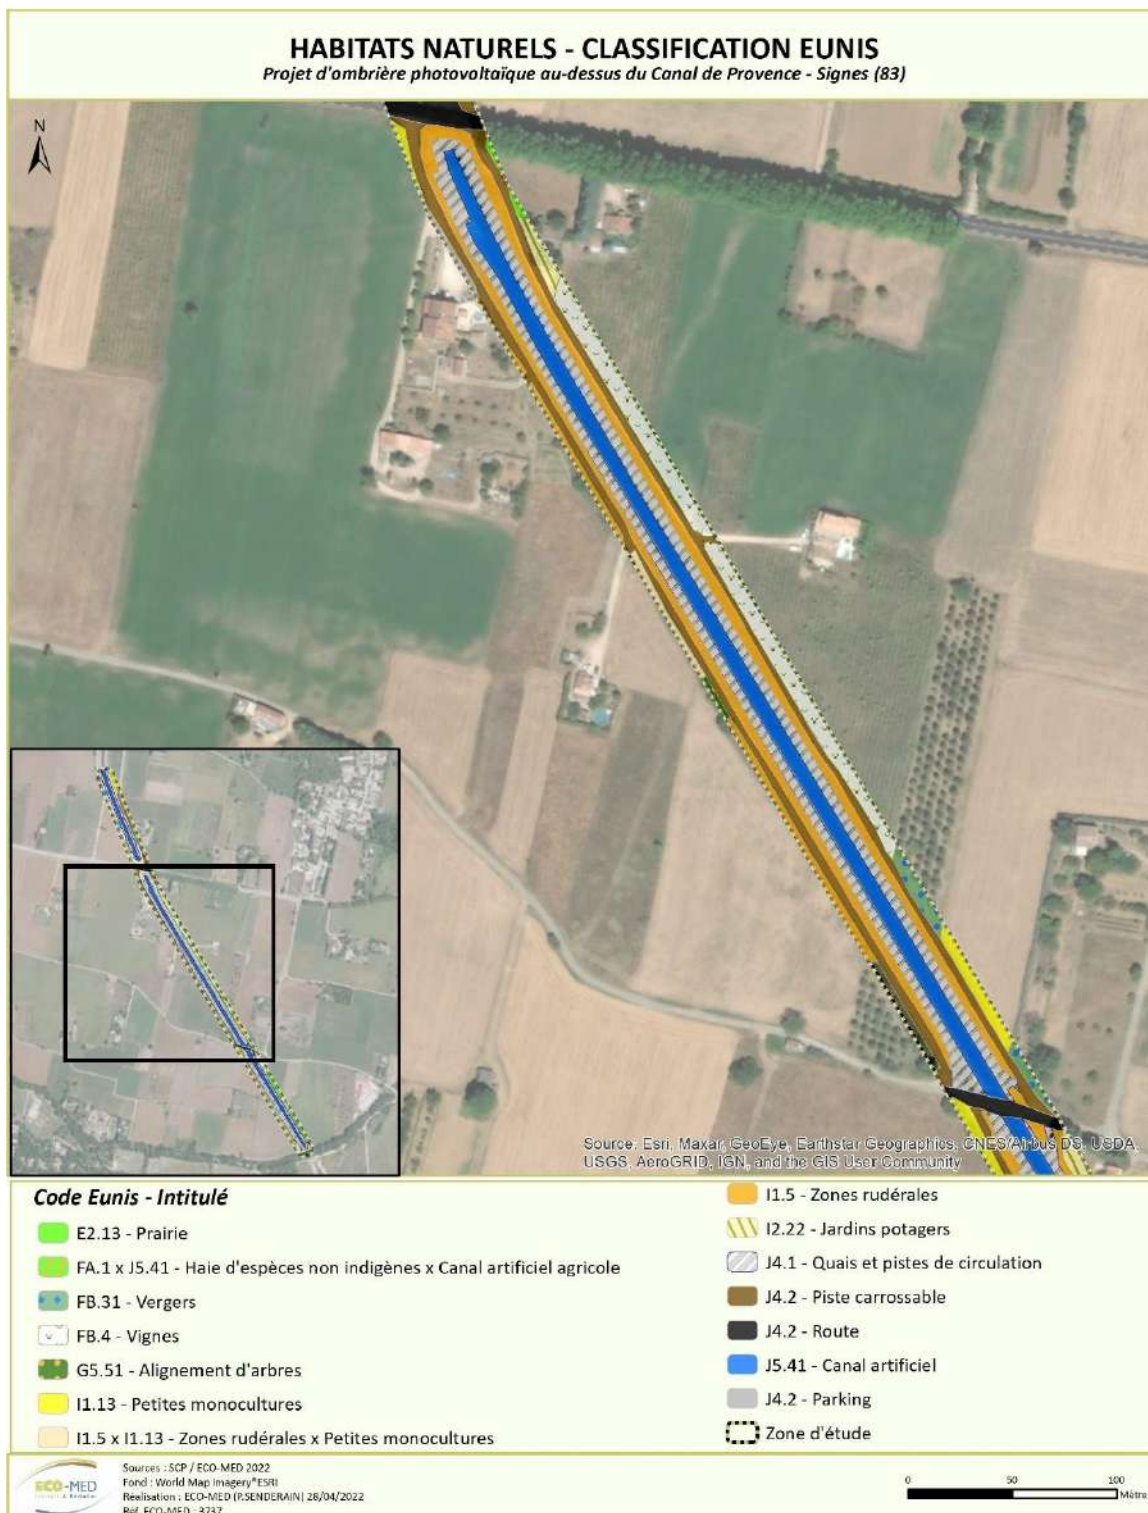 HABITATS NATURELS - CLASSIFICATION EUNIS
Projet d'ombrière photovoltaïque au-dessus du Canal de Provence - Signes (83)
N
Source: Esri, Maxar, GeoEye, Earthstar Geographics, CNES/Airbus DS, USDA,
USGS, AeroGRID, IGN, and the GIS User Community
Code Eunis - Intitulé
E2.13 - Prairie
FA.1 x J5.41 - Haie d'espèces non indigènes x Canal artificiel agricole
FB.31 - Vergers
FB.4 - Vignes
G5.51 - Alignement d'arbres
I1.13 - Petites monocultures
I1.5 x I1.13 - Zones rudérales x Petites monocultures
I1.5 - Zones rudérales
I2.22 - Jardins potagers
J4.1 - Quais et pistes de circulation
J4.2 - Piste carrossable
J4.2 - Route
J5.41 - Canal artificiel
J4.2 - Parking
Zone d'étude
ECO-MED
Sources : SCP / ECO-MED 2022
Fond : World Map Imagery®ESRI
Réalisation : ECO-MED (P.SENDERAIN) 28/04/2022
Réf. ECO-MED : 3737
0 50 100
Mètre